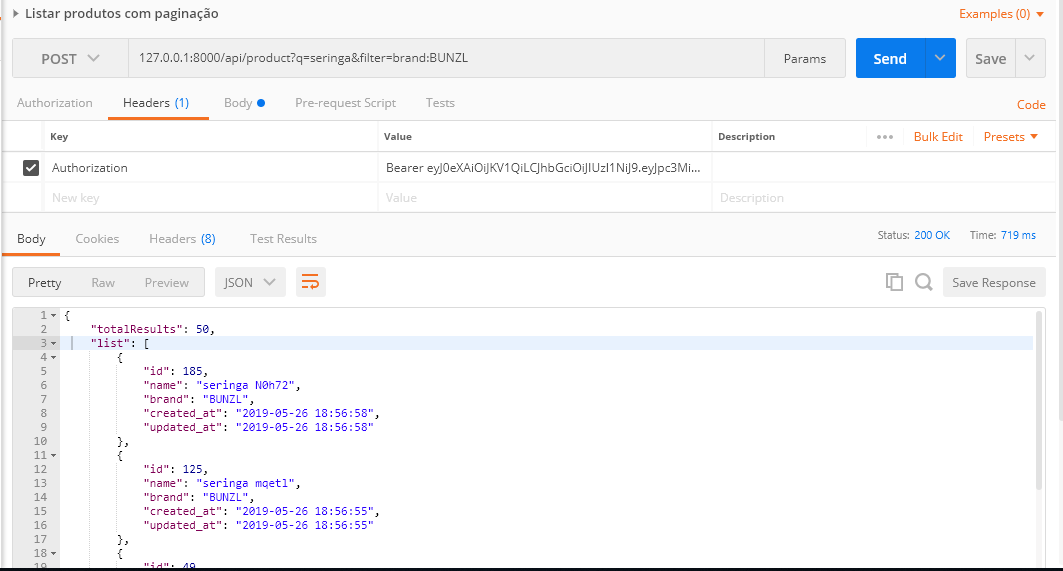 Listar produtos com paginação Examples (0)
POST 127.0.0.1:8000/api/product?q=seringa&filter=brand:BUNZL Params Send Save
Authorization Headers (1) Body Pre-request Script Tests Code
Key Value Description Bulk Edit Presets
Authorization Bearer eyJ0eXAiOiJKV1QiLCJhbGciOiJIUzI1NiJ9.eyJpc3Mi...
New key Value Description
Body Cookies Headers (8) Test Results Status: 200 OK Time: 719 ms
Pretty Raw Preview JSON Save Response
1 {
2 "totalResults": 50,
3 "list": [
4 {
5 "id": 185,
6 "name": "seringa N0h72",
7 "brand": "BUNZL",
8 "created_at": "2019-05-26 18:56:58",
9 "updated_at": "2019-05-26 18:56:58"
10 },
11 {
12 "id": 125,
13 "name": "seringa mqetl",
14 "brand": "BUNZL",
15 "created_at": "2019-05-26 18:56:55",
16 "updated_at": "2019-05-26 18:56:55"
17 },
18 {
19 "id": 49